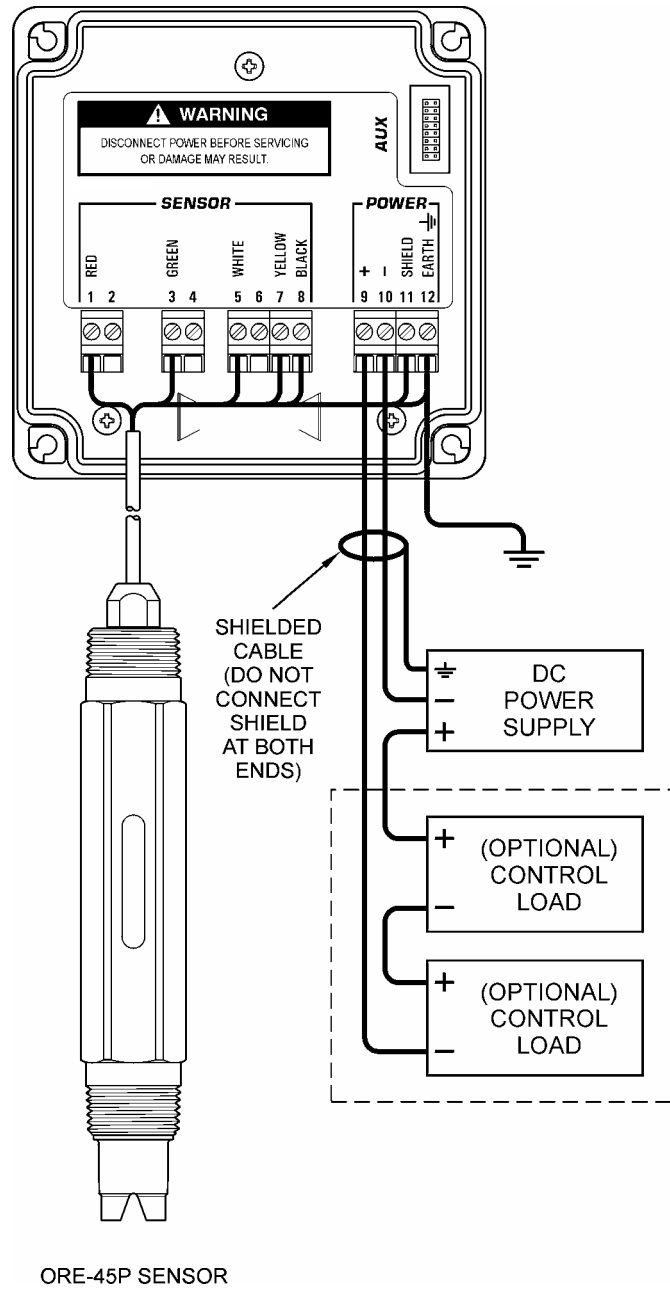 WARNING
DISCONNECT POWER BEFORE SERVICING
OR DAMAGE MAY RESULT.
AUX
SENSOR
POWER
RED
GREEN
WHITE
YELLOW
BLACK
+
–
SHIELD
EARTH
1 2 3 4 5 6 7 8 9 10 11 12
SHIELDED
CABLE
(DO NOT
CONNECT
SHIELD
AT BOTH
ENDS)
DC
POWER
SUPPLY
–
+
+
(OPTIONAL)
CONTROL
LOAD
–
+
(OPTIONAL)
CONTROL
LOAD
–
ORE-45P SENSOR